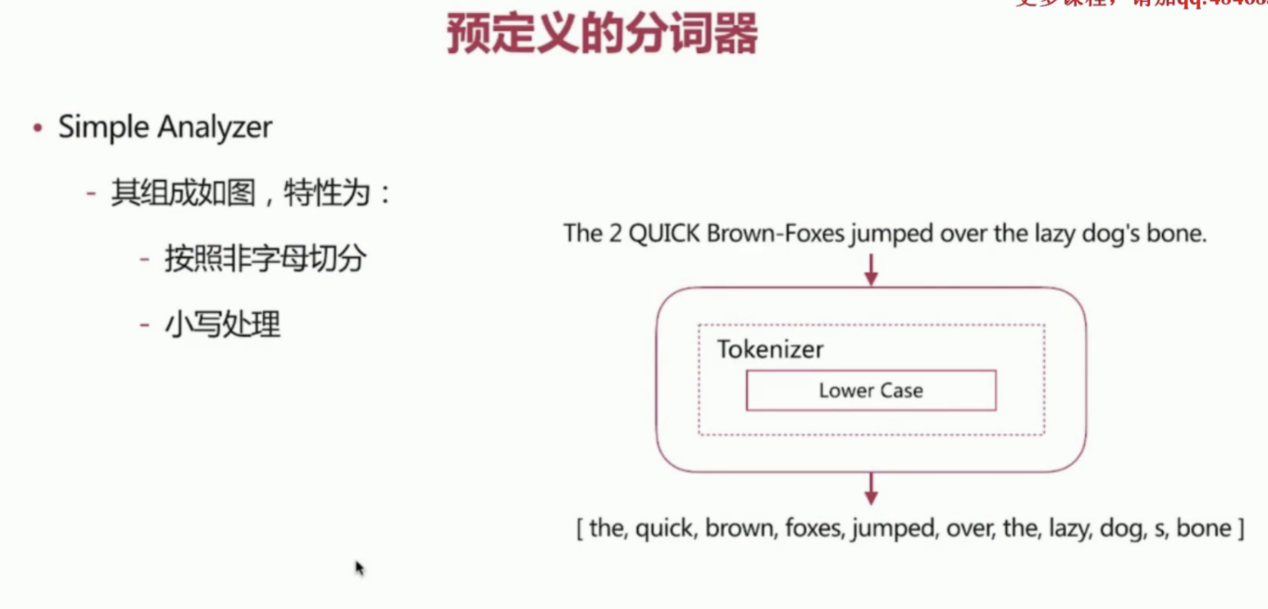 预定义的分词器
• Simple Analyzer
- 其组成如图，特性为：
- 按照非字母切分
- 小写处理
The 2 QUICK Brown-Foxes jumped over the lazy dog's bone.
Tokenizer
Lower Case
[ the, quick, brown, foxes, jumped, over, the, lazy, dog, s, bone ]